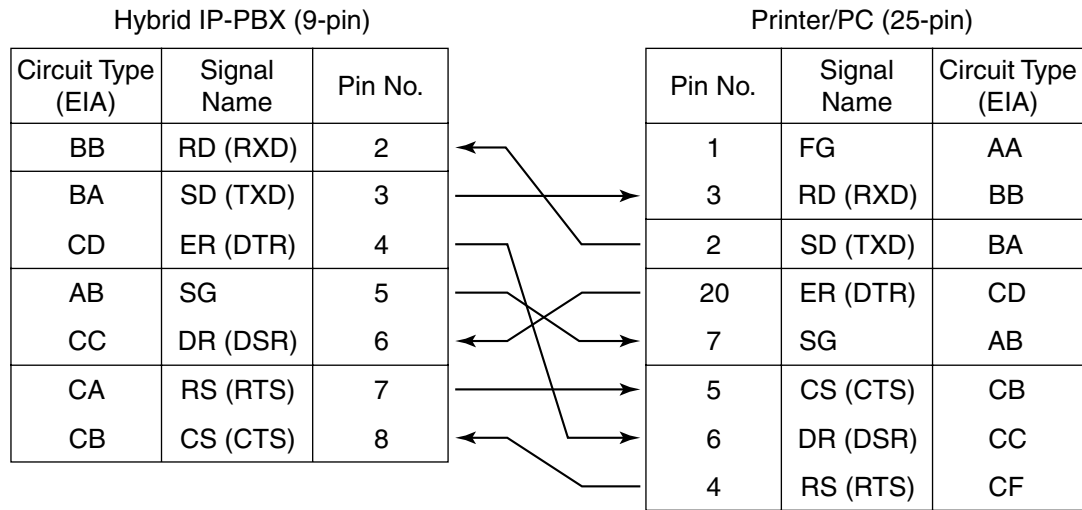 Hybrid IP-PBX (9-pin)
Circuit Type (EIA) Signal Name Pin No.
BB RD (RXD) 2
BA SD (TXD) 3
CD ER (DTR) 4
AB SG 5
CC DR (DSR) 6
CA RS (RTS) 7
CB CS (CTS) 8
Printer/PC (25-pin)
Pin No. Signal Name Circuit Type (EIA)
1 FG AA
3 RD (RXD) BB
2 SD (TXD) BA
20 ER (DTR) CD
7 SG AB
5 CS (CTS) CB
6 DR (DSR) CC
4 RS (RTS) CF